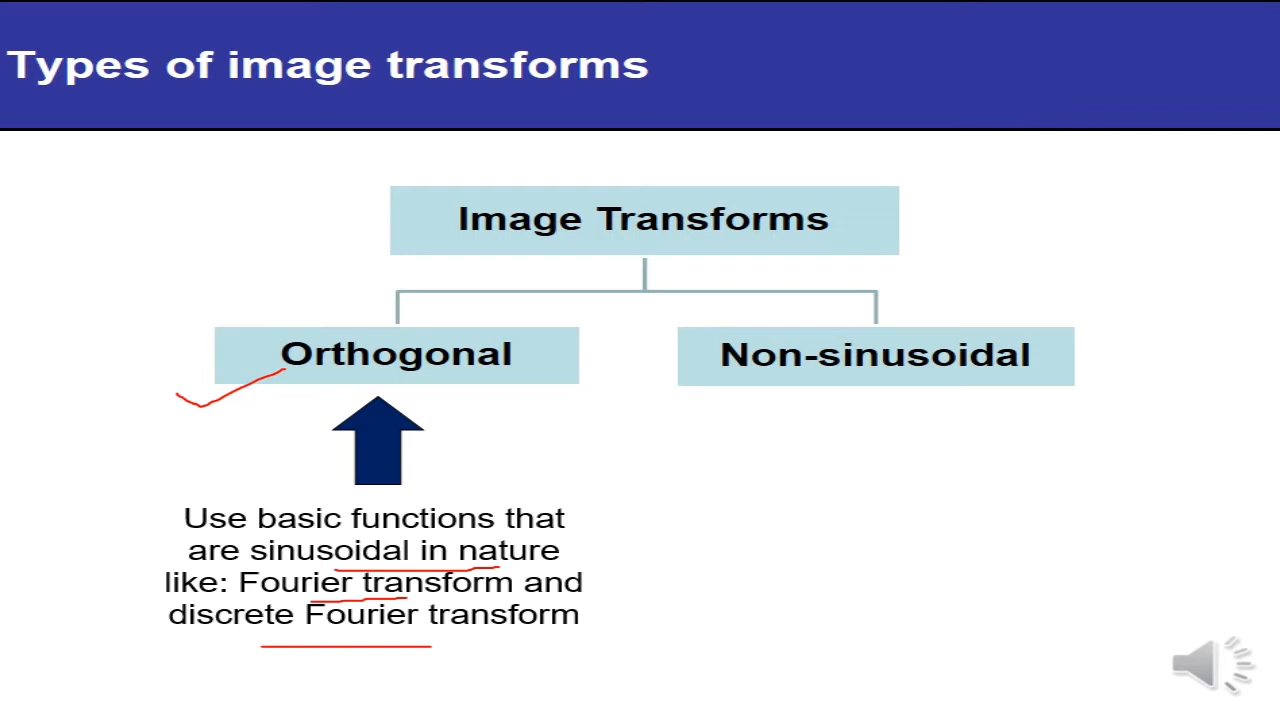 Types of image transforms
Image Transforms
Orthogonal
Non-sinusoidal
Use basic functions that
are sinusoidal in nature
like: Fourier transform and
discrete Fourier transform